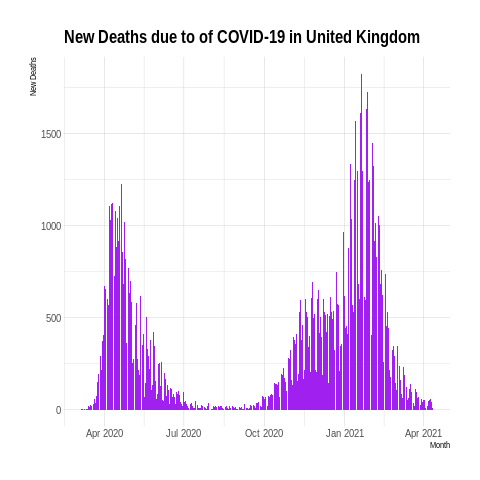 New Deaths due to of COVID-19 in United Kingdom
New Deaths
1500
1000
500
0
Apr 2020 Jul 2020 Oct 2020 Jan 2021 Apr 2021
Month